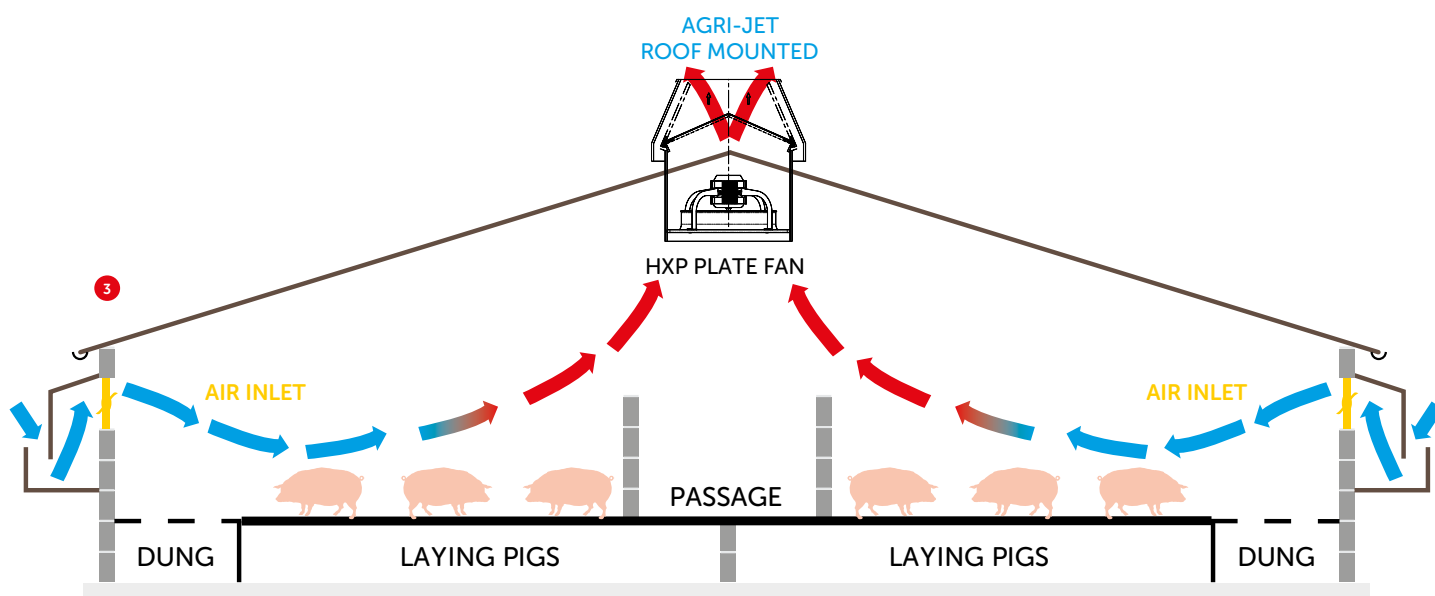 AGRI-JET
ROOF MOUNTED
HXP PLATE FAN
3
AIR INLET
AIR INLET
PASSAGE
DUNG
LAYING PIGS
LAYING PIGS
DUNG